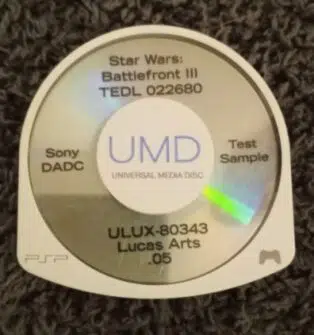 Star Wars:
Battlefront III
TEDL 022680
Sony
DADC
UMD
UNIVERSAL MEDIA DISC
Test
Sample
ULUX-80343
Lucas Arts
.05
PSP